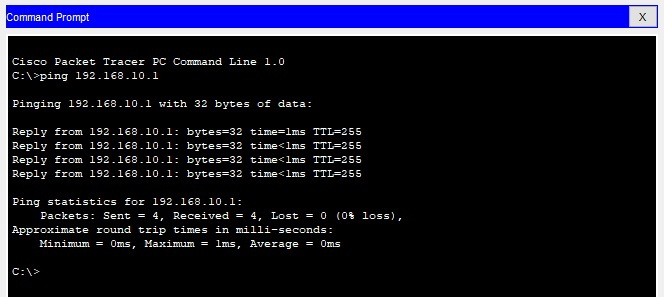 Command Prompt
X
Cisco Packet Tracer PC Command Line 1.0
C:\>ping 192.168.10.1
Pinging 192.168.10.1 with 32 bytes of data:
Reply from 192.168.10.1: bytes=32 time=1ms TTL=255
Reply from 192.168.10.1: bytes=32 time<1ms TTL=255
Reply from 192.168.10.1: bytes=32 time<1ms TTL=255
Reply from 192.168.10.1: bytes=32 time<1ms TTL=255
Ping statistics for 192.168.10.1:
    Packets: Sent = 4, Received = 4, Lost = 0 (0% loss),
Approximate round trip times in milli-seconds:
    Minimum = 0ms, Maximum = 1ms, Average = 0ms
C:\>